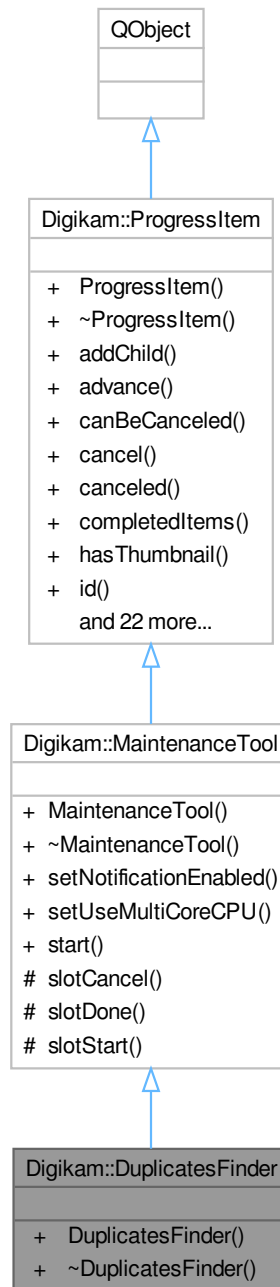 QObject
Digikam::ProgressItem
+ ProgressItem()
+ ~ProgressItem()
+ addChild()
+ advance()
+ canBeCanceled()
+ cancel()
+ canceled()
+ completedItems()
+ hasThumbnail()
+ id()
and 22 more...
Digikam::MaintenanceTool
+ MaintenanceTool()
+ ~MaintenanceTool()
+ setNotificationEnabled()
+ setUseMultiCoreCPU()
+ start()
# slotCancel()
# slotDone()
# slotStart()
Digikam::DuplicatesFinder
+ DuplicatesFinder()
+ ~DuplicatesFinder()